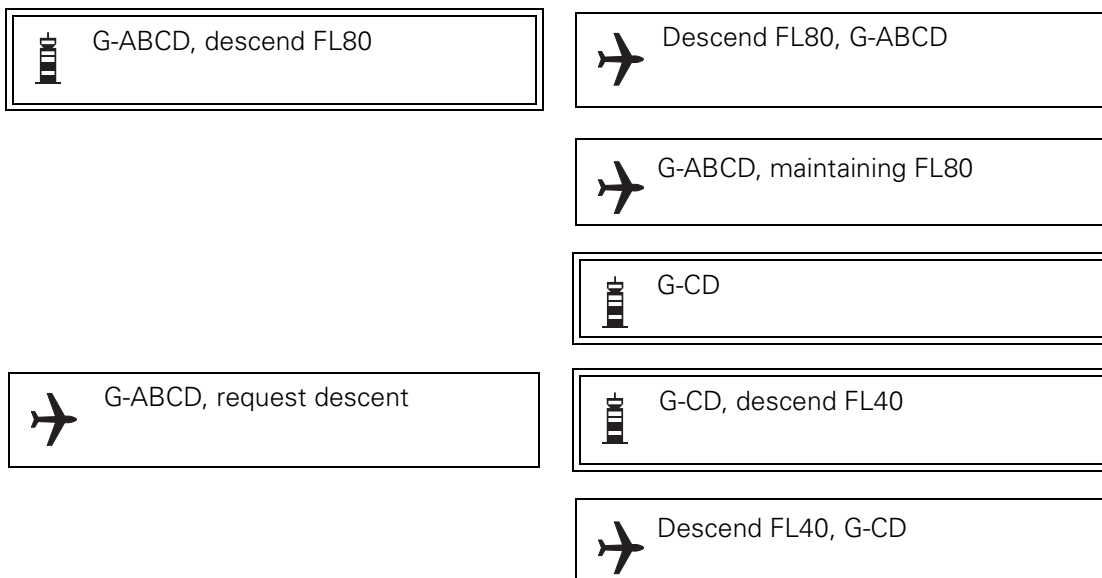 G-ABCD, descend FL80
Descend FL80, G-ABCD
G-ABCD, maintaining FL80
G-CD
G-ABCD, request descent
G-CD, descend FL40
Descend FL40, G-CD